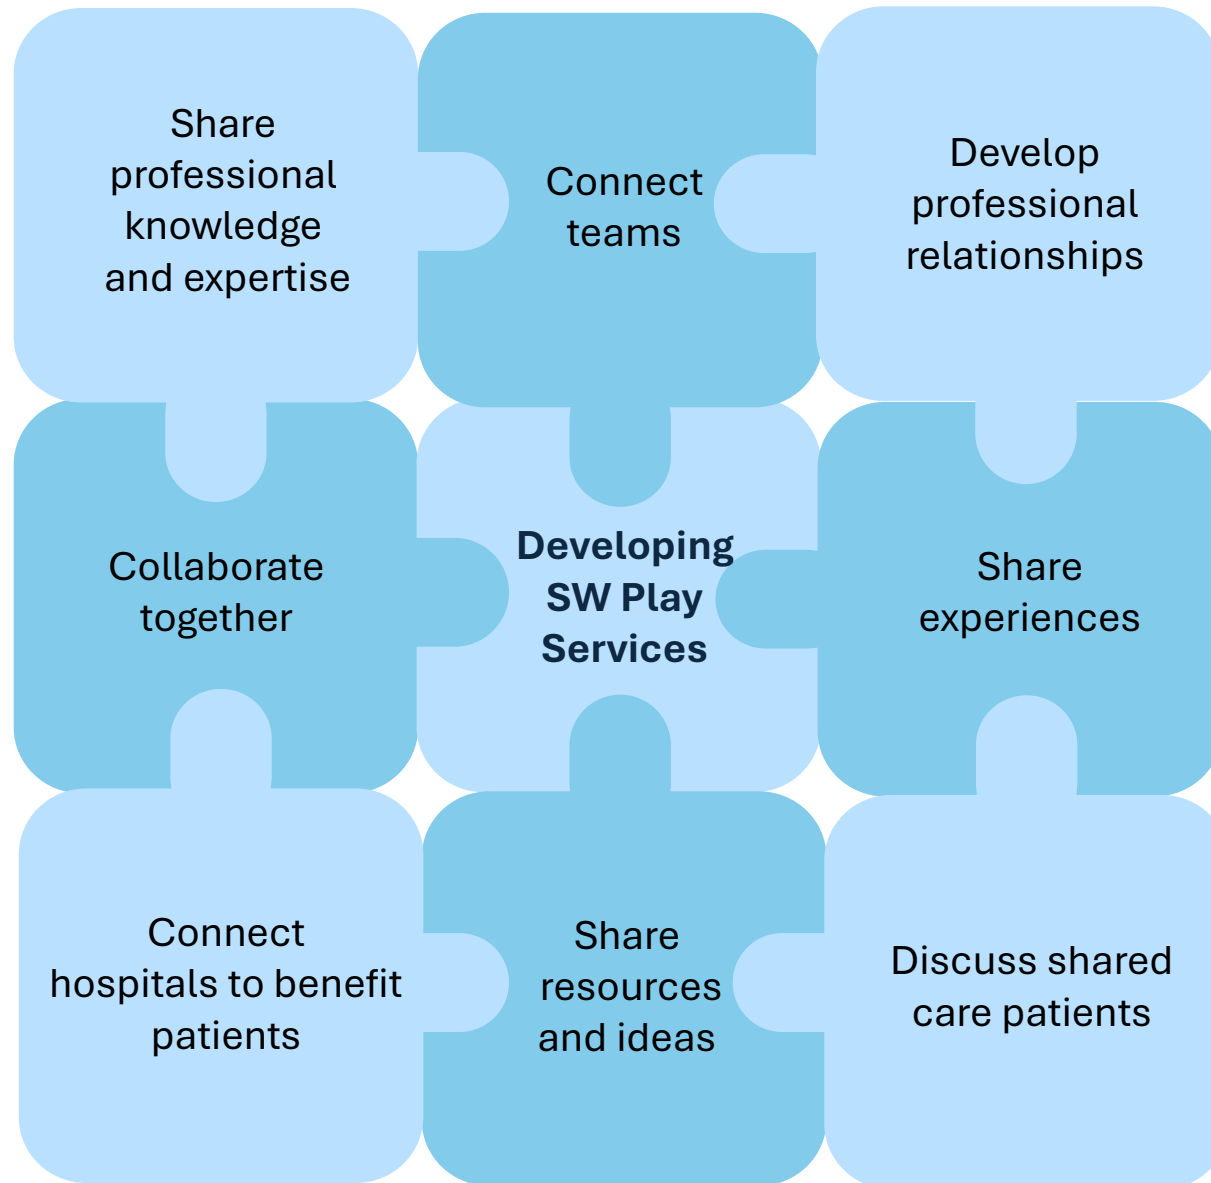 Share
professional
knowledge
and expertise
Connect
teams
Develop
professional
relationships
Collaborate
together
Developing
SW Play
Services
Share
experiences
Connect
hospitals to benefit
patients
Share
resources
and ideas
Discuss shared
care patients